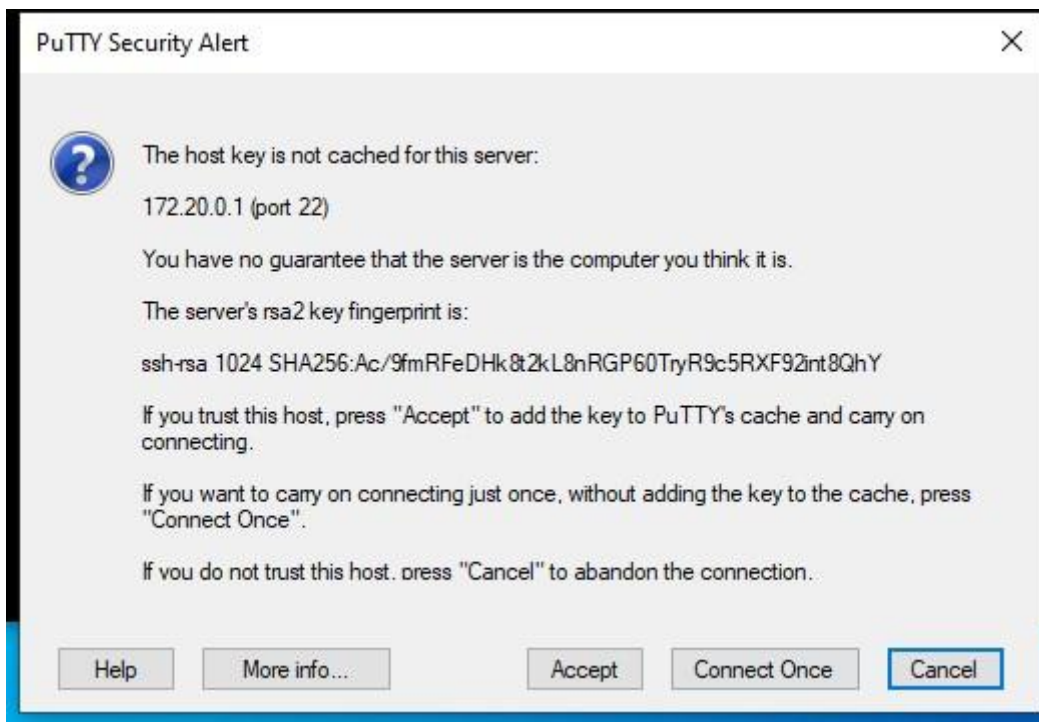 PuTTY Security Alert
The host key is not cached for this server:
172.20.0.1 (port 22)
You have no guarantee that the server is the computer you think it is.
The server's rsa2 key fingerprint is:
ssh-rsa 1024 SHA256:Ac/9fmRFeDHk8t2kL8nRGP60TryR9c5RXF92int8QhY
If you trust this host, press "Accept" to add the key to PuTTY's cache and carry on
connecting.
If you want to carry on connecting just once, without adding the key to the cache, press
"Connect Once".
If you do not trust this host, press "Cancel" to abandon the connection.
Help More info... Accept Connect Once Cancel